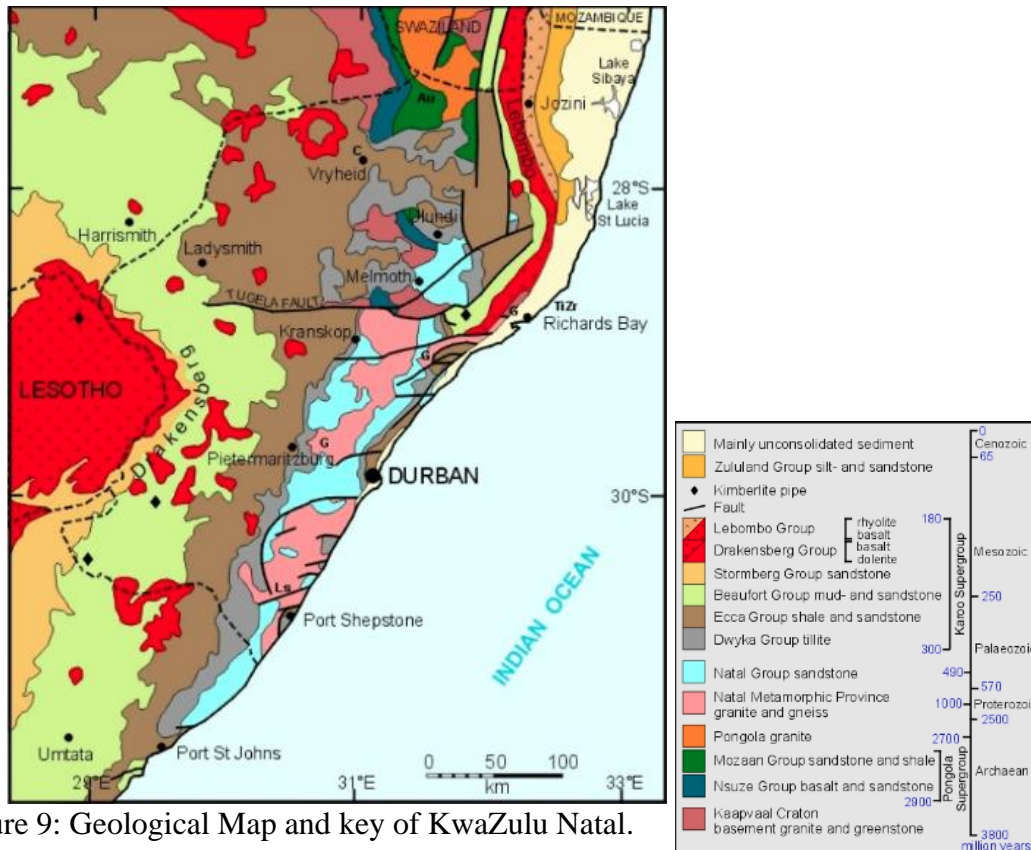 SWAZILAND
MOZAMBIQUE
Lake
Sibaya
Au
Lebombo
Jozini
C
Vryheid
28°S
Lake
St Lucia
Ulundi
Harrismith
Ladysmith
Melmoth
TUGELA FAULT
TiZr
G
Richards Bay
Kranskop
G
LESOTHO
Drakensberg
G
Pietermaritzburg
DURBAN
30°S
Ls
Port Shepstone
INDIAN OCEAN
Umtata
Port St Johns
0 50 100
km
29°E
31°E
33°E
ure 9: Geological Map and key of KwaZulu Natal.
Mainly unconsolidated sediment
Zululand Group silt- and sandstone
Kimberlite pipe
Fault
Lebombo Group
rhyolite
basalt
Drakensberg Group
basalt
dolerite
Stormberg Group sandstone
Beaufort Group mud- and sandstone
Ecca Group shale and sandstone
Dwyka Group tillite
Natal Group sandstone
Natal Metamorphic Province
granite and gneiss
Pongola granite
Mozaan Group sandstone and shale
Nsuze Group basalt and sandstone
Kaapvaal Craton
basement granite and greenstone
180
300
Karoo Supergroup
2900
Pongola
Supergroup
0
Cenozoic
65
Mesozoic
250
Palaeozoic
490
570
1000
Proterozoi
2500
2700
Archaean
3800
million years